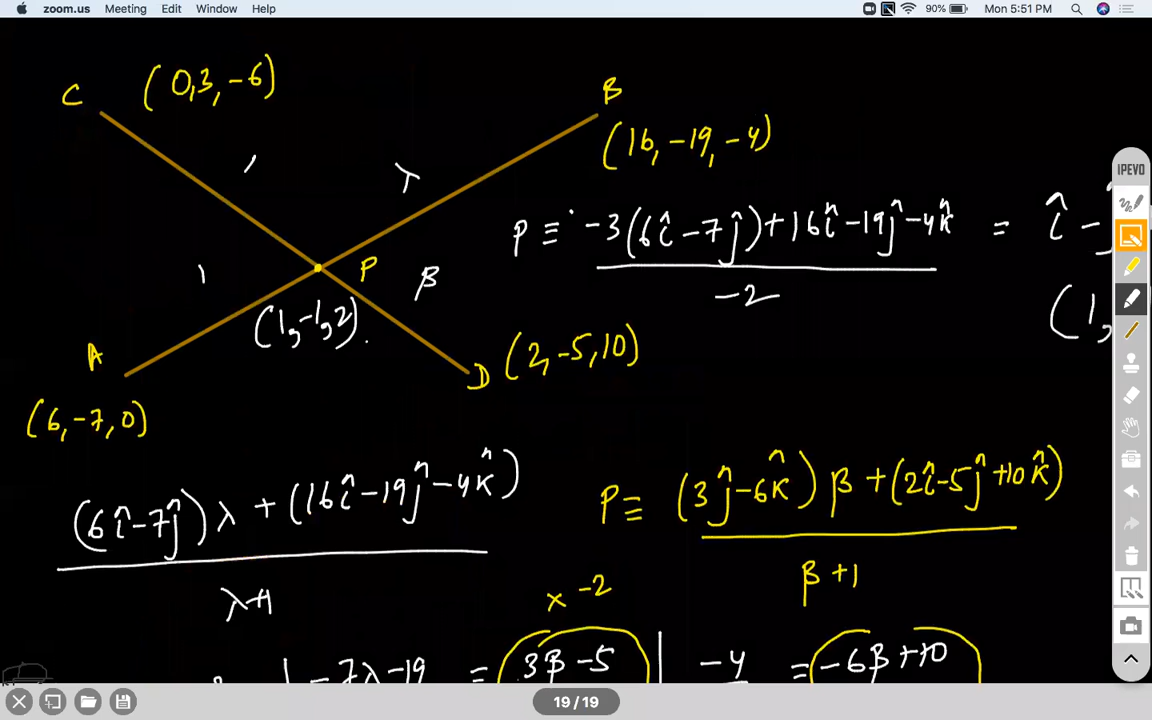 zoom.us Meeting Edit Window Help 90% Mon 5:51 PM
C (0,3,-6)
B
(16, -19, -4)
IPEVO
1 λ
P ≡ -3(6î-7ĵ)+16î-19ĵ-4k̂ = î-ĵ
-2
(1,
1 P β
(1,-1,2)
A
D (2,-5,10)
(6,-7,0)
(6î-7ĵ)λ + (16î-19ĵ-4k̂)
λ+1
P ≡ (3ĵ-6k̂)β + (2î-5ĵ+10k̂)
β+1
x -2
-7λ-19 = 3β-5 | -4 = -6β+10
19 / 19